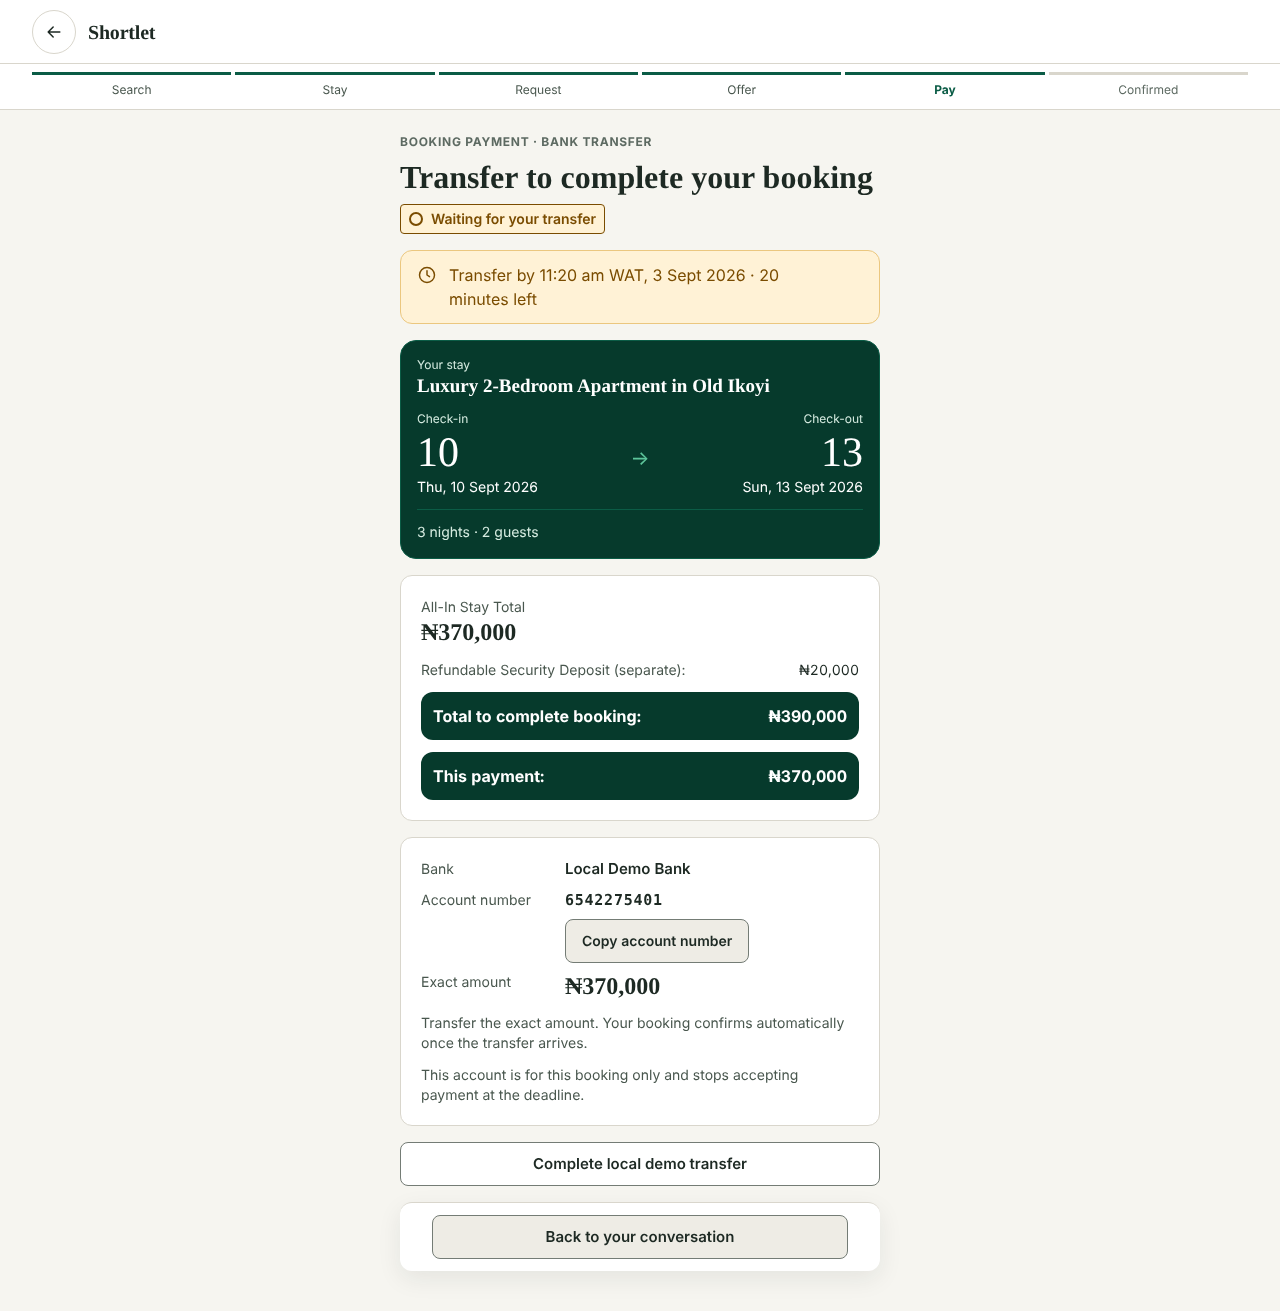 Shortlet
Search
Stay
Request
Offer
Pay
Confirmed
BOOKING PAYMENT · BANK TRANSFER
Transfer to complete your booking
Waiting for your transfer
Transfer by 11:20 am WAT, 3 Sept 2026 · 20
minutes left
Your stay
Luxury 2-Bedroom Apartment in Old Ikoyi
Check-in
Check-out
10
→
13
Thu, 10 Sept 2026
Sun, 13 Sept 2026
3 nights · 2 guests
All-In Stay Total
₦370,000
Refundable Security Deposit (separate): ₦20,000
Total to complete booking: ₦390,000
This payment: ₦370,000
Bank Local Demo Bank
Account number 6542275401
Copy account number
Exact amount ₦370,000
Transfer the exact amount. Your booking confirms automatically
once the transfer arrives.
This account is for this booking only and stops accepting
payment at the deadline.
Complete local demo transfer
Back to your conversation